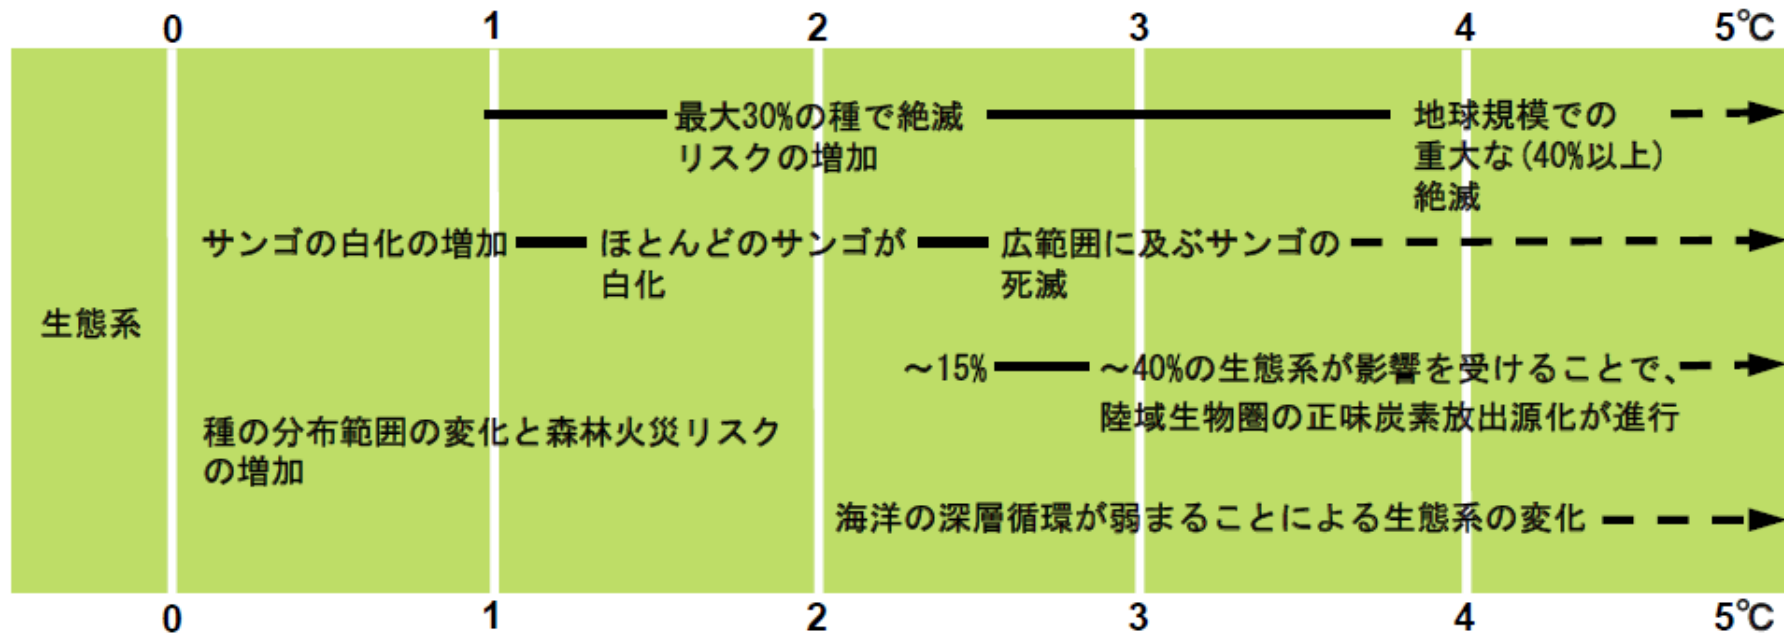 0 1 2 3 4 5℃
最大30%の種で絶滅
リスクの増加
地球規模での
重大な(40%以上)
絶滅
サンゴの白化の増加
ほとんどのサンゴが
白化
広範囲に及ぶサンゴの
死滅
生態系
～15%
～40%の生態系が影響を受けることで、
陸域生物圏の正味炭素放出源化が進行
種の分布範囲の変化と森林火災リスク
の増加
海洋の深層循環が弱まることによる生態系の変化
0 1 2 3 4 5℃